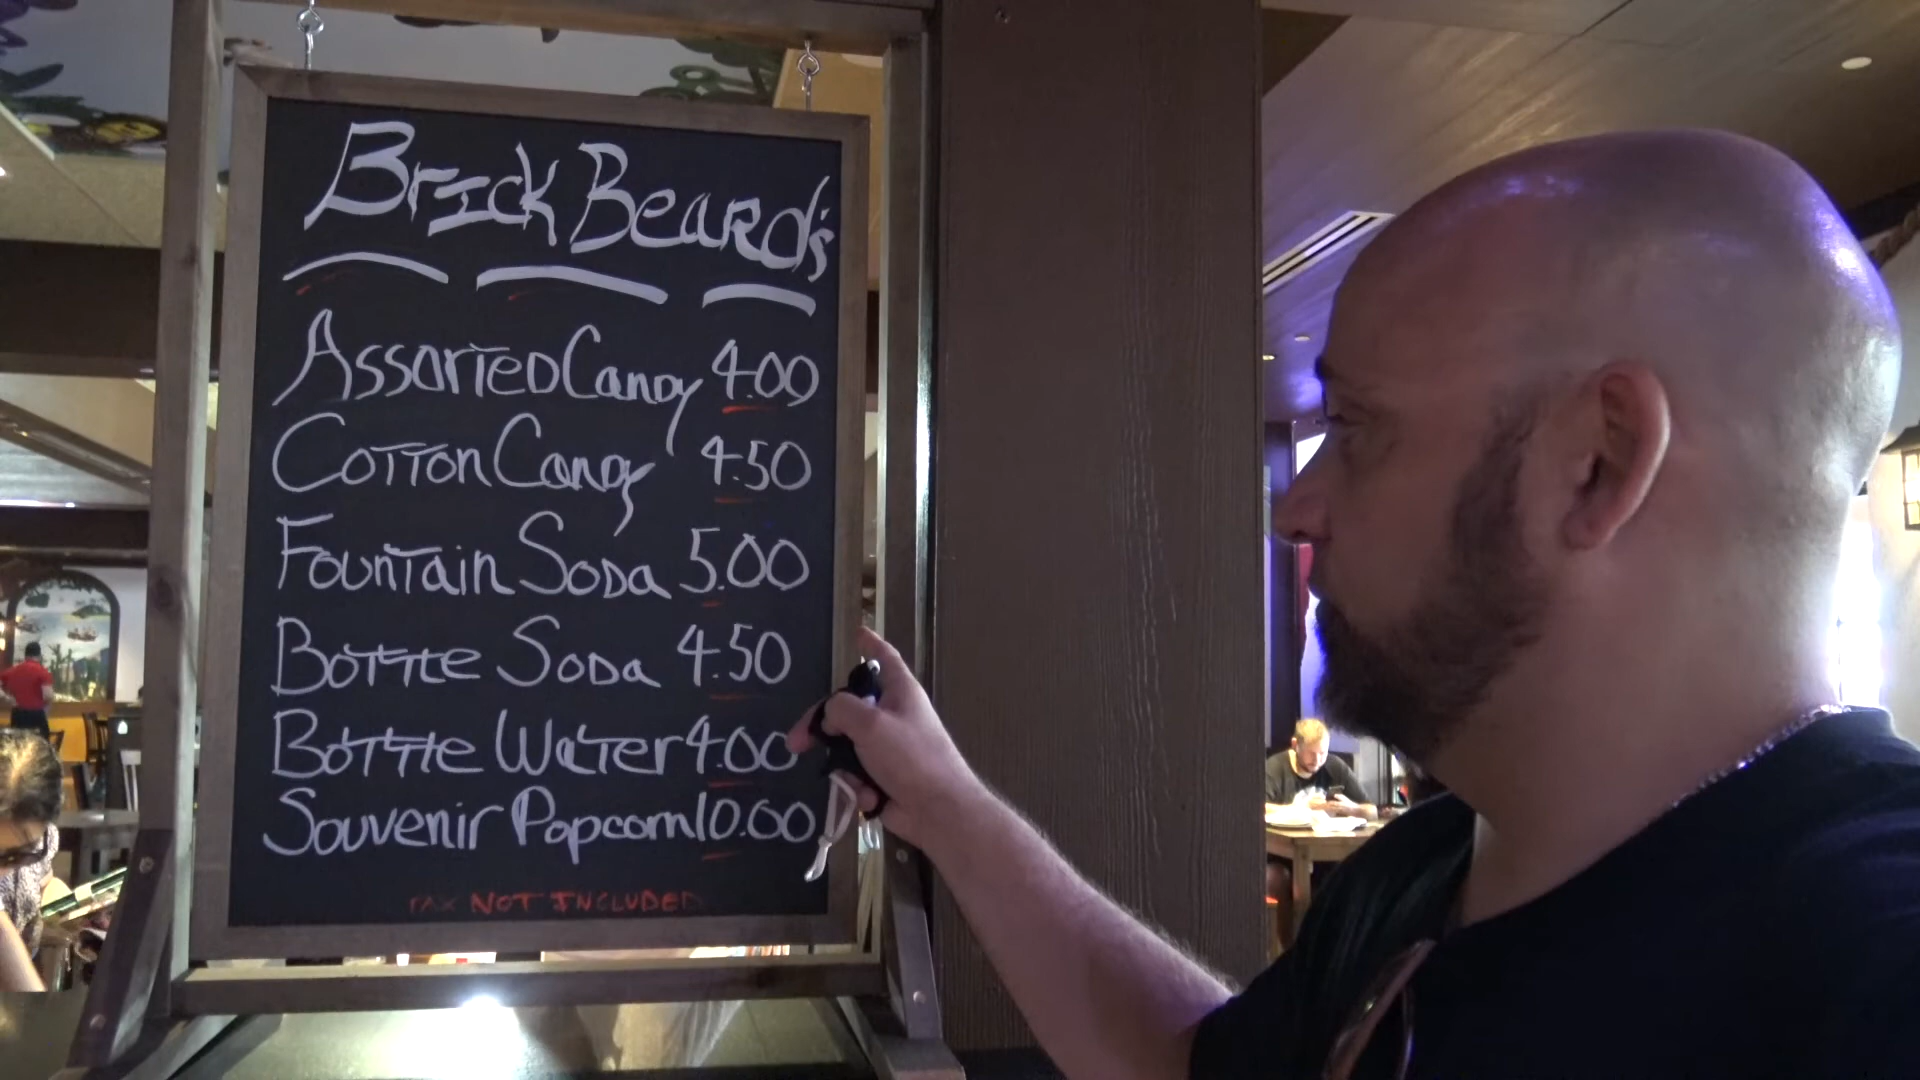 Brick Beard's
Assorted Candy 4.00
Cotton Candy 4.50
Fountain Soda 5.00
Bottle Soda 4.50
Bottle Water 4.00
Souvenir Popcorn 10.00
TAX NOT INCLUDED